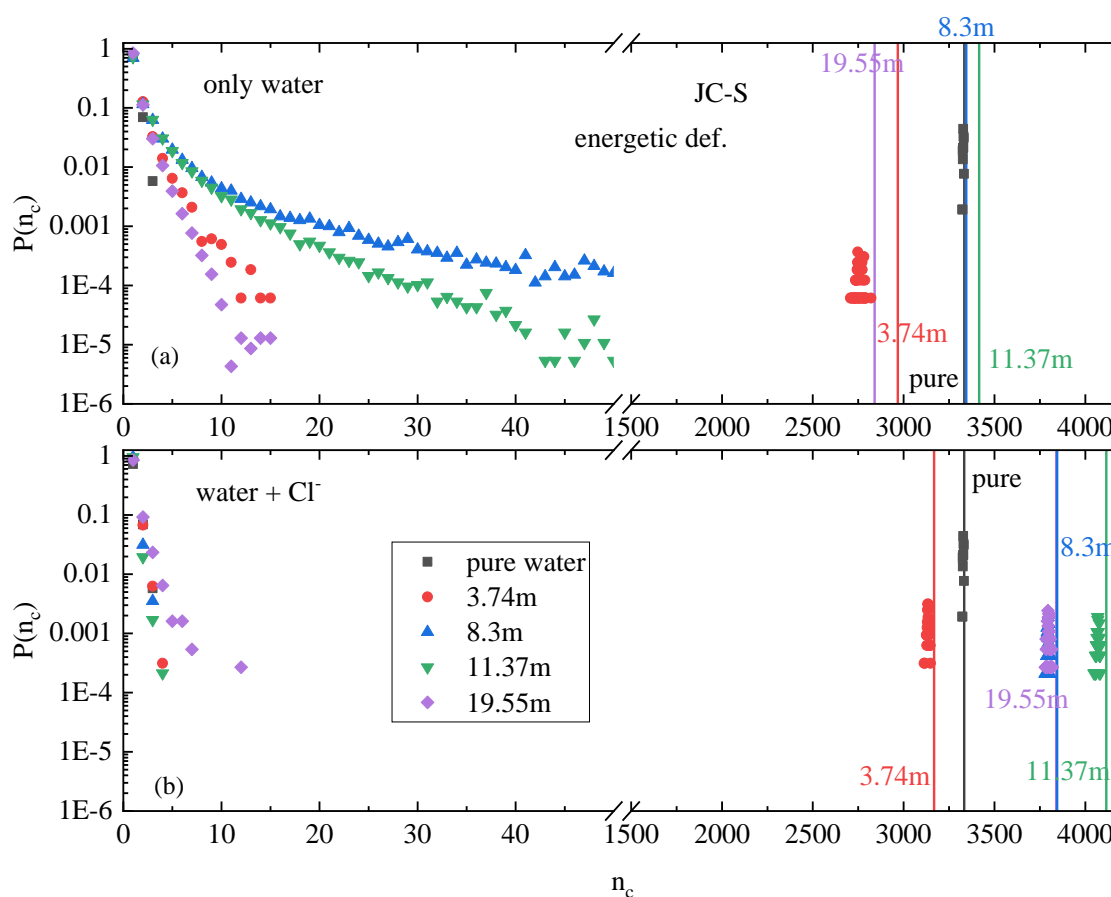 8.3m
19.55m
only water
JC-S
energetic def.
P(n_c)
1
0.1
0.01
0.001
1E-4
1E-5
1E-6
(a)
3.74m
pure
11.37m
0 10 20 30 40 1500 2000 2500 3000 3500 4000
water + Cl⁻
pure
P(n_c)
1
0.1
0.01
0.001
1E-4
1E-5
1E-6
pure water
3.74m
8.3m
11.37m
19.55m
8.3m
19.55m
3.74m
11.37m
(b)
0 10 20 30 40 1500 2000 2500 3000 3500 4000
n_c